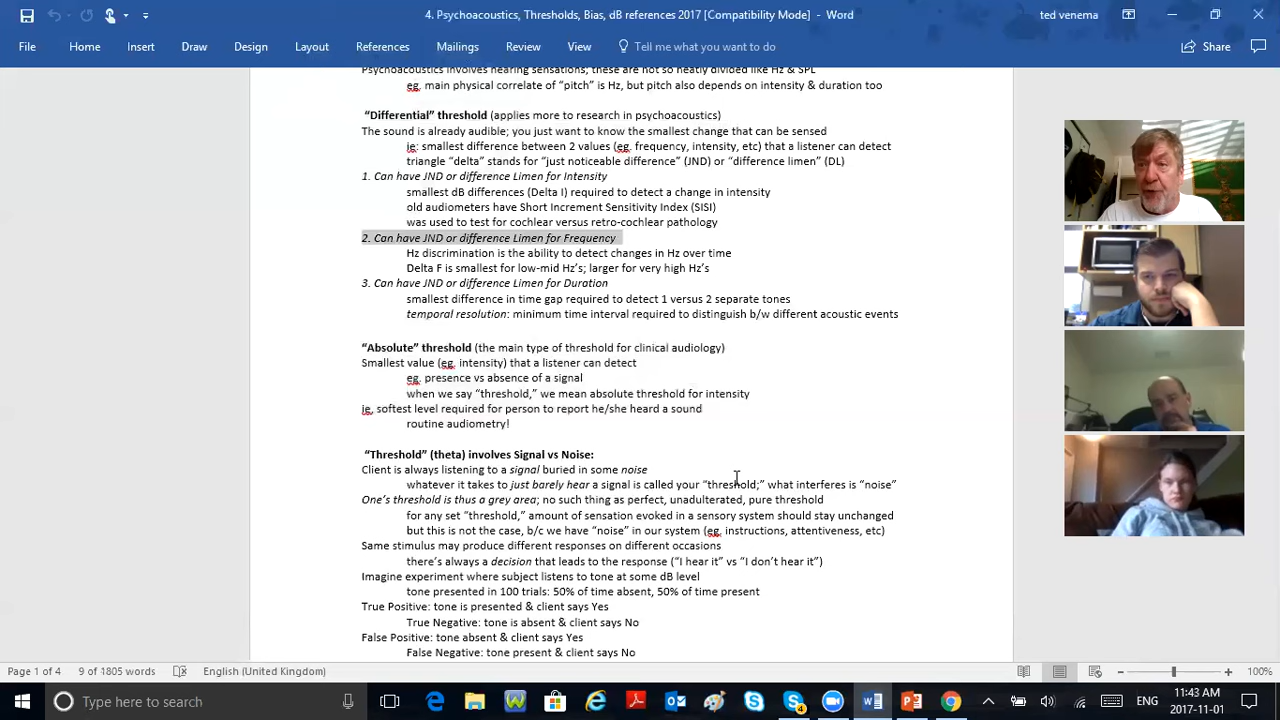 4. Psychoacoustics, Thresholds, Bias, dB references 2017 [Compatibility Mode] - Word
ted venema
File Home Insert Draw Design Layout References Mailings Review View Tell me what you want to do Share
Psychoacoustics involves hearing sensations; these are not so neatly divided like Hz & SPL
eg. main physical correlate of “pitch” is Hz, but pitch also depends on intensity & duration too
“Differential” threshold (applies more to research in psychoacoustics)
The sound is already audible; you just want to know the smallest change that can be sensed
ie: smallest difference between 2 values (eg. frequency, intensity, etc) that a listener can detect
triangle “delta” stands for “just noticeable difference” (JND) or “difference limen” (DL)
1. Can have JND or difference Limen for Intensity
smallest dB differences (Delta I) required to detect a change in intensity
old audiometers have Short Increment Sensitivity Index (SISI)
was used to test for cochlear versus retro-cochlear pathology
2. Can have JND or difference Limen for Frequency
Hz discrimination is the ability to detect changes in Hz over time
Delta F is smallest for low-mid Hz’s; larger for very high Hz’s
3. Can have JND or difference Limen for Duration
smallest difference in time gap required to detect 1 versus 2 separate tones
temporal resolution: minimum time interval required to distinguish b/w different acoustic events
“Absolute” threshold (the main type of threshold for clinical audiology)
Smallest value (eg. intensity) that a listener can detect
eg. presence vs absence of a signal
when we say “threshold,” we mean absolute threshold for intensity
ie, softest level required for person to report he/she heard a sound
routine audiometry!
“Threshold” (theta) involves Signal vs Noise:
Client is always listening to a signal buried in some noise
whatever it takes to just barely hear a signal is called your “threshold;” what interferes is “noise”
One’s threshold is thus a grey area; no such thing as perfect, unadulterated, pure threshold
for any set “threshold,” amount of sensation evoked in a sensory system should stay unchanged
but this is not the case, b/c we have “noise” in our system (eg. instructions, attentiveness, etc)
Same stimulus may produce different responses on different occasions
there’s always a decision that leads to the response (“I hear it” vs “I don’t hear it”)
Imagine experiment where subject listens to tone at some dB level
tone presented in 100 trials: 50% of time absent, 50% of time present
True Positive: tone is presented & client says Yes
True Negative: tone is absent & client says No
False Positive: tone absent & client says Yes
False Negative: tone present & client says No
Page 1 of 4 9 of 1805 words English (United Kingdom) 100%
Type here to search
4
ENG
11:43 AM
2017-11-01